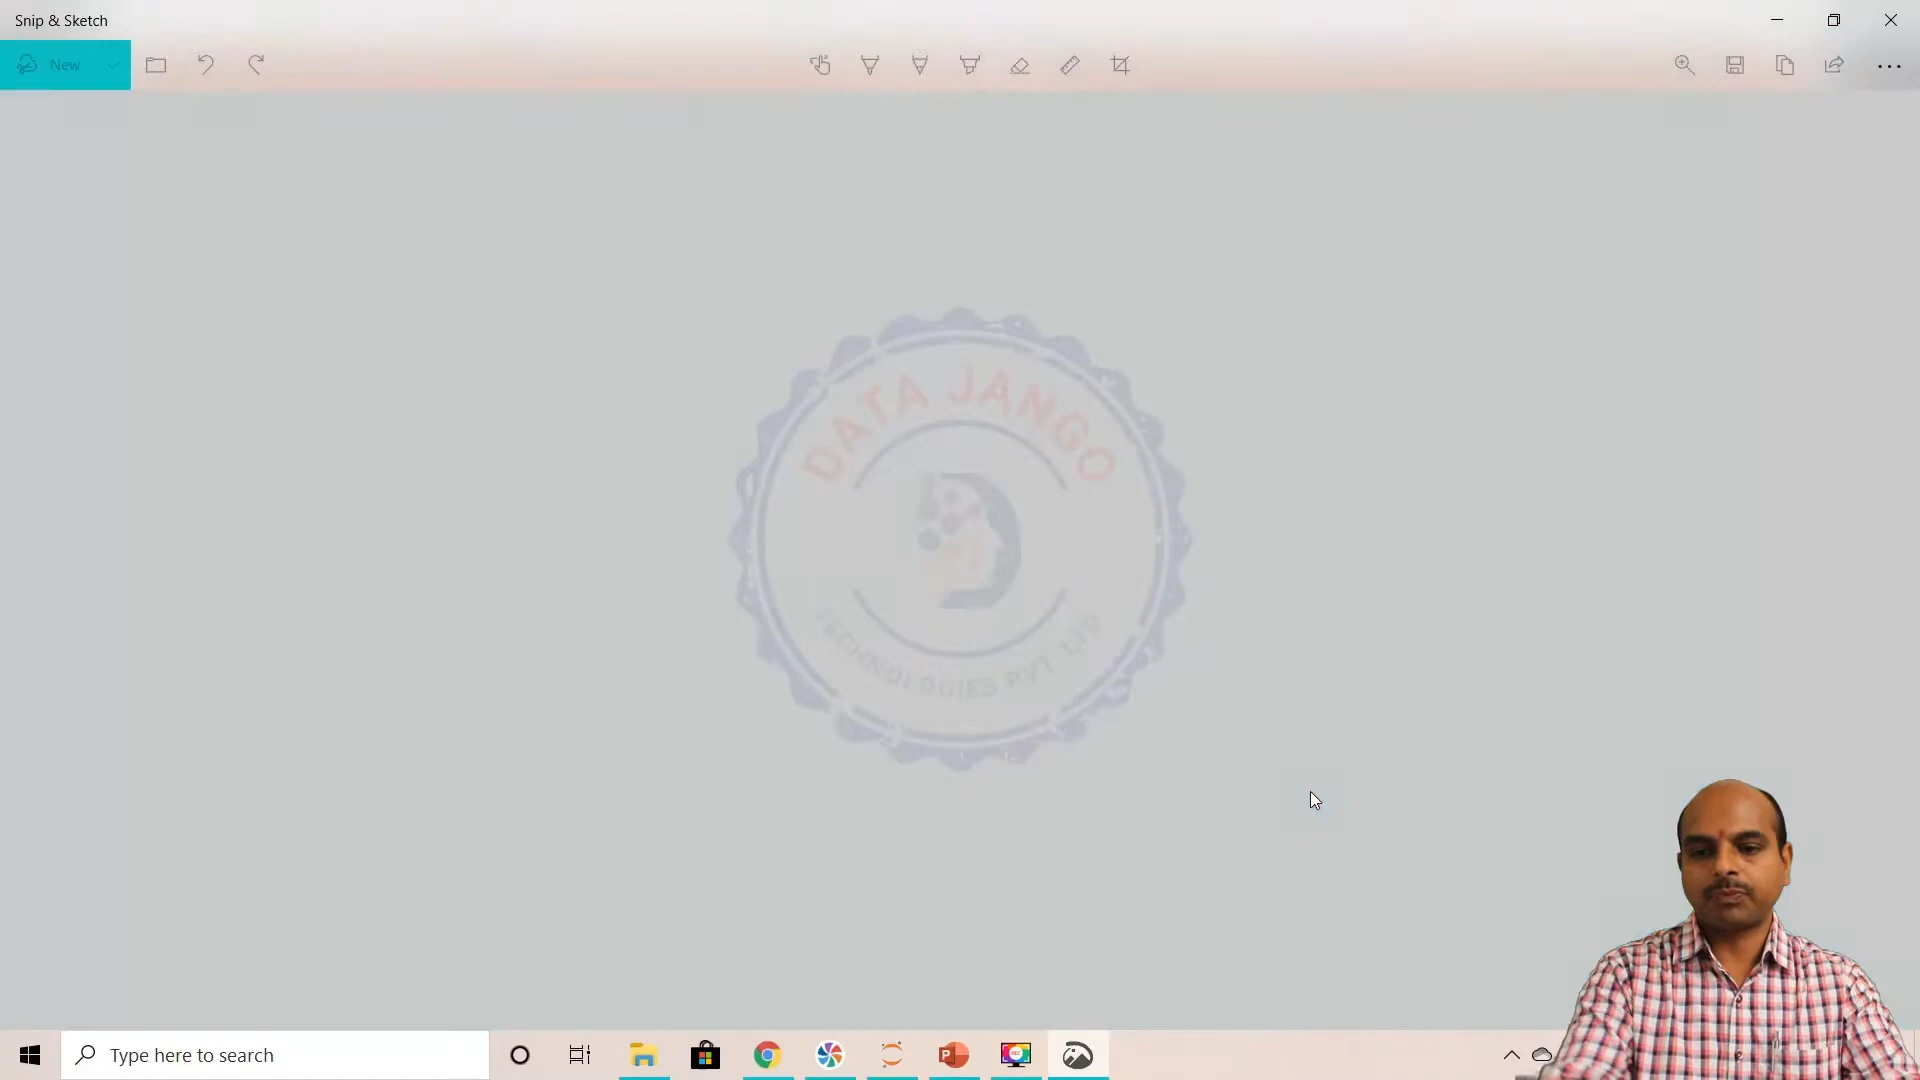 Snip & Sketch
New
DATA JANGO
TECHNOLOGIES PVT LTD
Type here to search